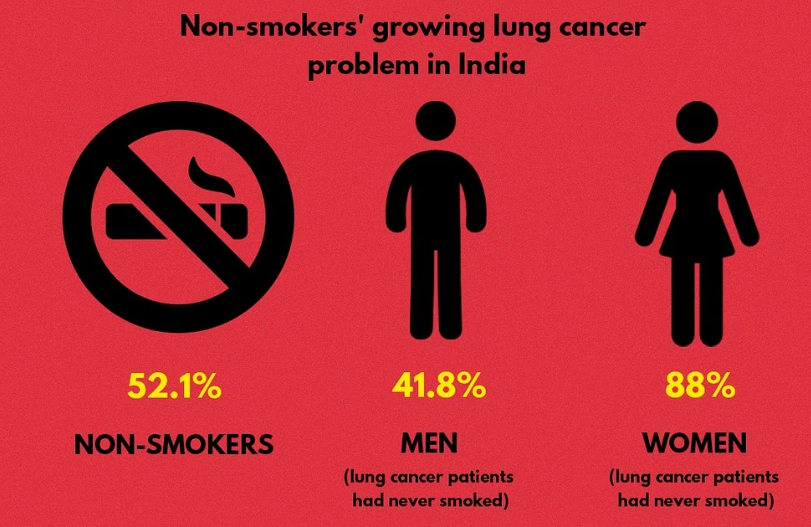 Non-smokers' growing lung cancer
problem in India
52.1%
NON-SMOKERS
41.8%
MEN
(lung cancer patients
had never smoked)
88%
WOMEN
(lung cancer patients
had never smoked)